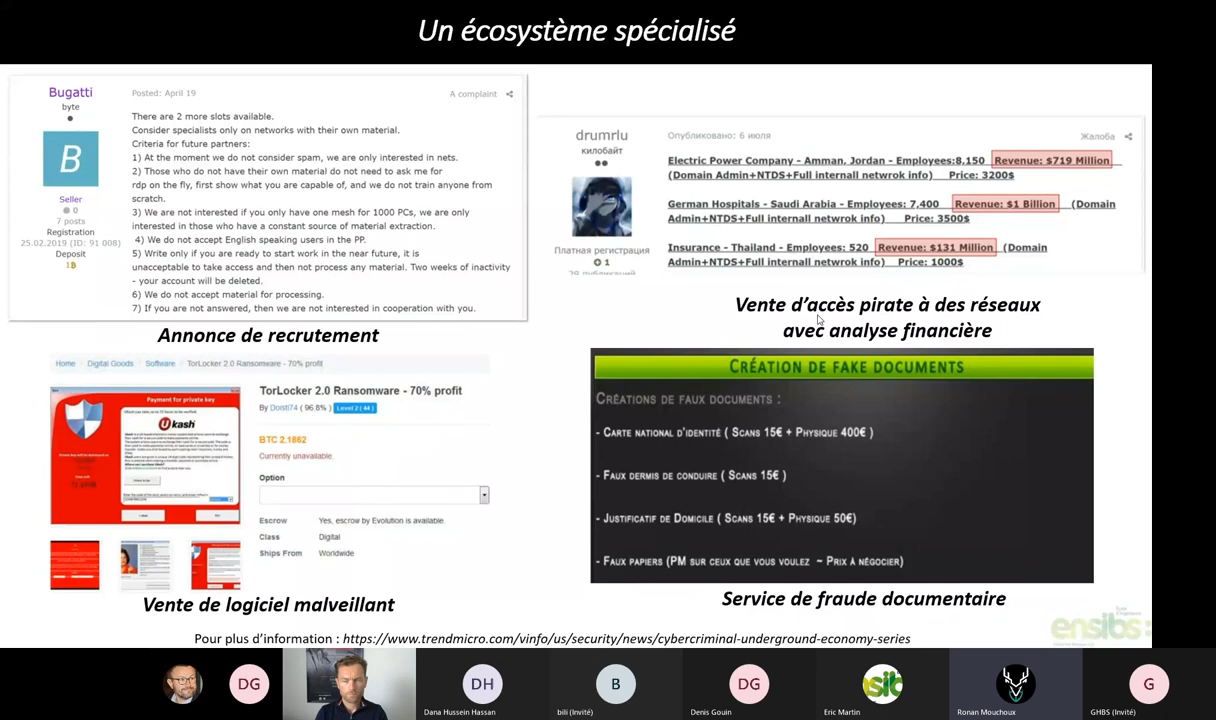 Un écosystème spécialisé
Bugatti
byte
B
Seller
0
7 posts
Registration
25.02.2019 (ID: 91 008)
Deposit
1₿
Posted: April 19
A complaint
There are 2 more slots available.
Consider specialists only on networks with their own material.
Criteria for future partners:
1) At the moment we do not consider spam, we are only interested in nets.
2) Those who do not have their own material do not need to ask me for
rdp on the fly, first show what you are capable of, and we do not train anyone from
scratch.
3) We are not interested if you only have one mesh for 1000 PCs, we are only
interested in those who have a constant source of material extraction.
4) We do not accept English speaking users in the PP.
5) Write only if you are ready to start work in the near future, it is
unacceptable to take access and then not process any material. Two weeks of inactivity
- your account will be deleted.
6) We do not accept material for processing.
7) If you are not answered, then we are not interested in cooperation with you.
Annonce de recrutement
drumrlu
килобайт
Платная регистрация
1
29 публикаций
Опубликовано: 6 июля
Жалоба
Electric Power Company - Amman, Jordan - Employees:8,150 Revenue: $719 Million
(Domain Admin+NTDS+Full internall netwrok info) Price: 3200$
German Hospitals - Saudi Arabia - Employees: 7,400 Revenue: $1 Billion (Domain
Admin+NTDS+Full internall netwrok info) Price: 3500$
Insurance - Thailand - Employees: 520 Revenue: $131 Million (Domain
Admin+NTDS+Full internall netwrok info) Price: 1000$
Vente d’accès pirate à des réseaux
avec analyse financière
Home Digital Goods Software TorLocker 2.0 Ransomware - 70% profit
Payment for private key
Ukash
TorLocker 2.0 Ransomware - 70% profit
By Doisti74 ( 96.8% ) Level 2 ( 44 )
BTC 2.1862
Currently unavailable.
Option
Escrow Yes, escrow by Evolution is available.
Class Digital
Ships From Worldwide
Vente de logiciel malveillant
CRÉATION DE FAKE DOCUMENTS
CRÉATIONS DE FAUX DOCUMENTS :
- CARTE NATIONAL D'IDENTITÉ ( SCANS 15€ + PHYSIQUE 400€ )
- FAUX DERMIS DE CONDUIRE ( SCANS 15€ )
- JUSTIFICATIF DE DOMICILE ( SCANS 15€ + PHYSIQUE 50€)
- FAUX PAPIERS (PM SUR CEUX QUE VOUS VOULEZ ~ PRIX À NÉGOCIER)
Service de fraude documentaire
Pour plus d’information : https://www.trendmicro.com/vinfo/us/security/news/cybercriminal-underground-economy-series
ensibs:
DG
DH
Dana Hussein Hassan
B
bili (Invité)
DG
Denis Gouin
sit
Eric Martin
Ronan Mouchoux
G
GHBS (Invité)